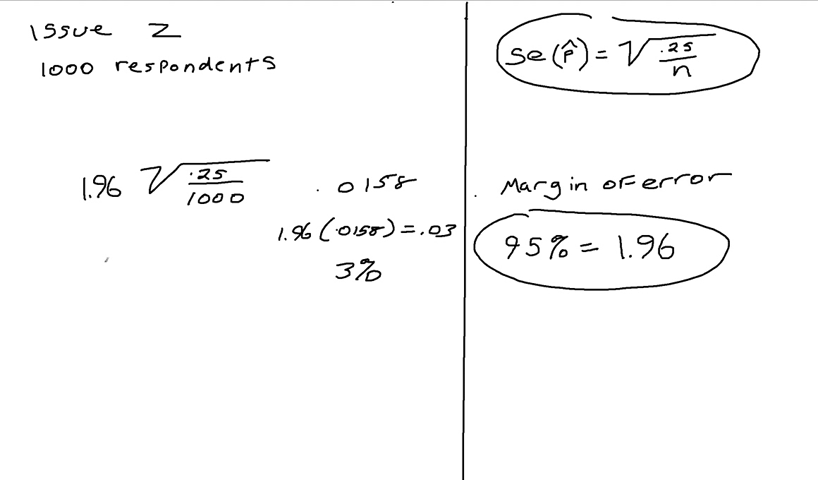 Issue Z
1000 respondents
1.96 √(.25/1000)
.0158
1.96 (.0158) = .03
3%
Se(p̂) = √(.25/n)
Margin of error
95% = 1.96